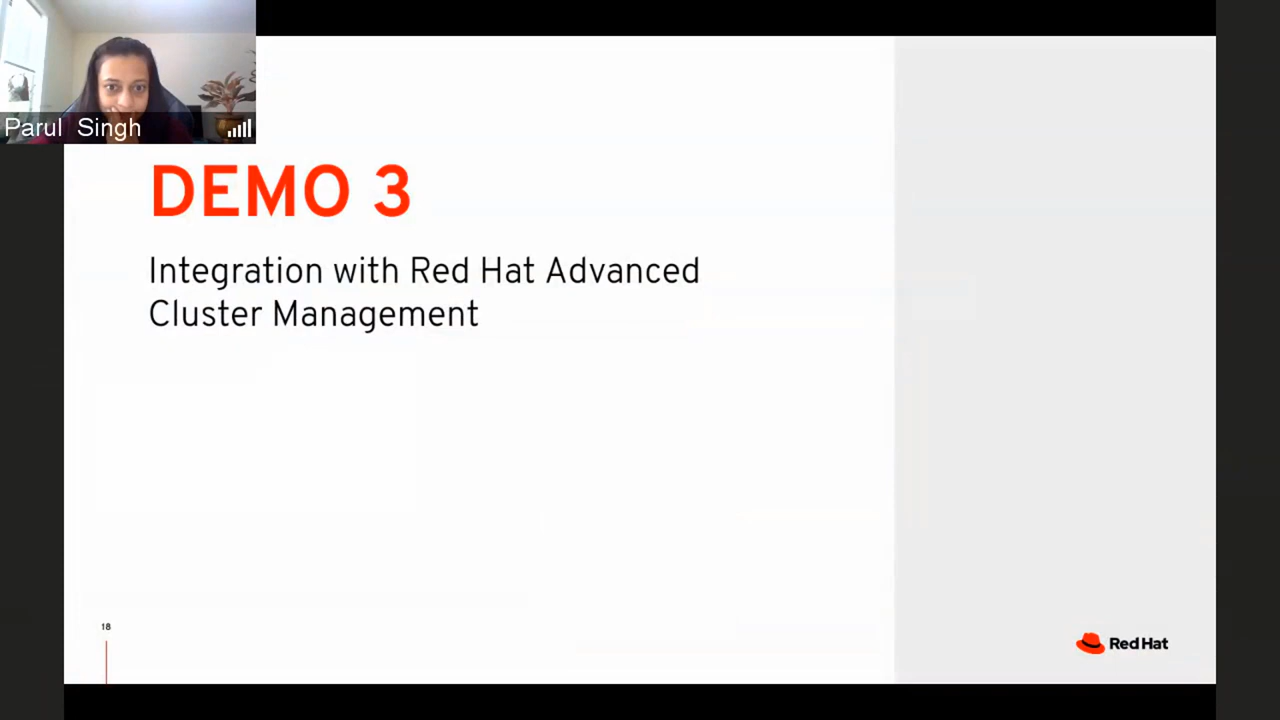 Parul Singh
DEMO 3
Integration with Red Hat Advanced
Cluster Management
18
Red Hat